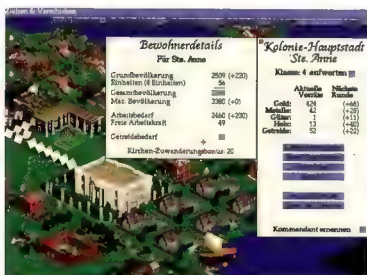 Ziehen & Verschieben
Bewohnerdetails
Für Ste. Anne
Grundbevölkerung 2509 (+220)
Einheiten (4 Einheiten) 56
Gesamtbevölkerung
Max. Bevölkerung 3380 (+0)
Arbeitsbedarf 2460 (+200)
Freie Arbeitskraft 49
Getreidebedarf
Kirchen-Zuwanderungsbonus: 20
Kolonie-Hauptstadt
Ste. Anne
Klasse: 4 aufwerten
Aktuelle Vorräte Nächste Runde
Gold: 424 (+66)
Metalle: 42 (+28)
Güter: 1 (+11)
Holz: 13 (+40)
Getreide: 52 (+22)
Kommandant ernennen